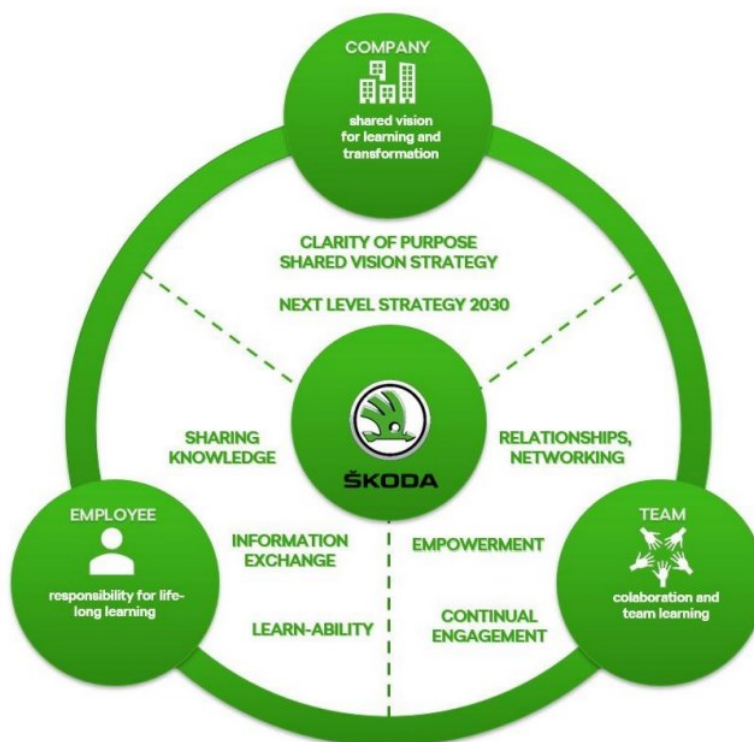 COMPANY
shared vision
for learning and
transformation
CLARITY OF PURPOSE
SHARED VISION STRATEGY
NEXT LEVEL STRATEGY 2030
SHARING
KNOWLEDGE
RELATIONSHIPS,
NETWORKING
ŠKODA
EMPLOYEE
responsibility for life-
long learning
INFORMATION
EXCHANGE
LEARN-ABILITY
EMPOWERMENT
CONTINUAL
ENGAGEMENT
TEAM
colaboration and
team learning